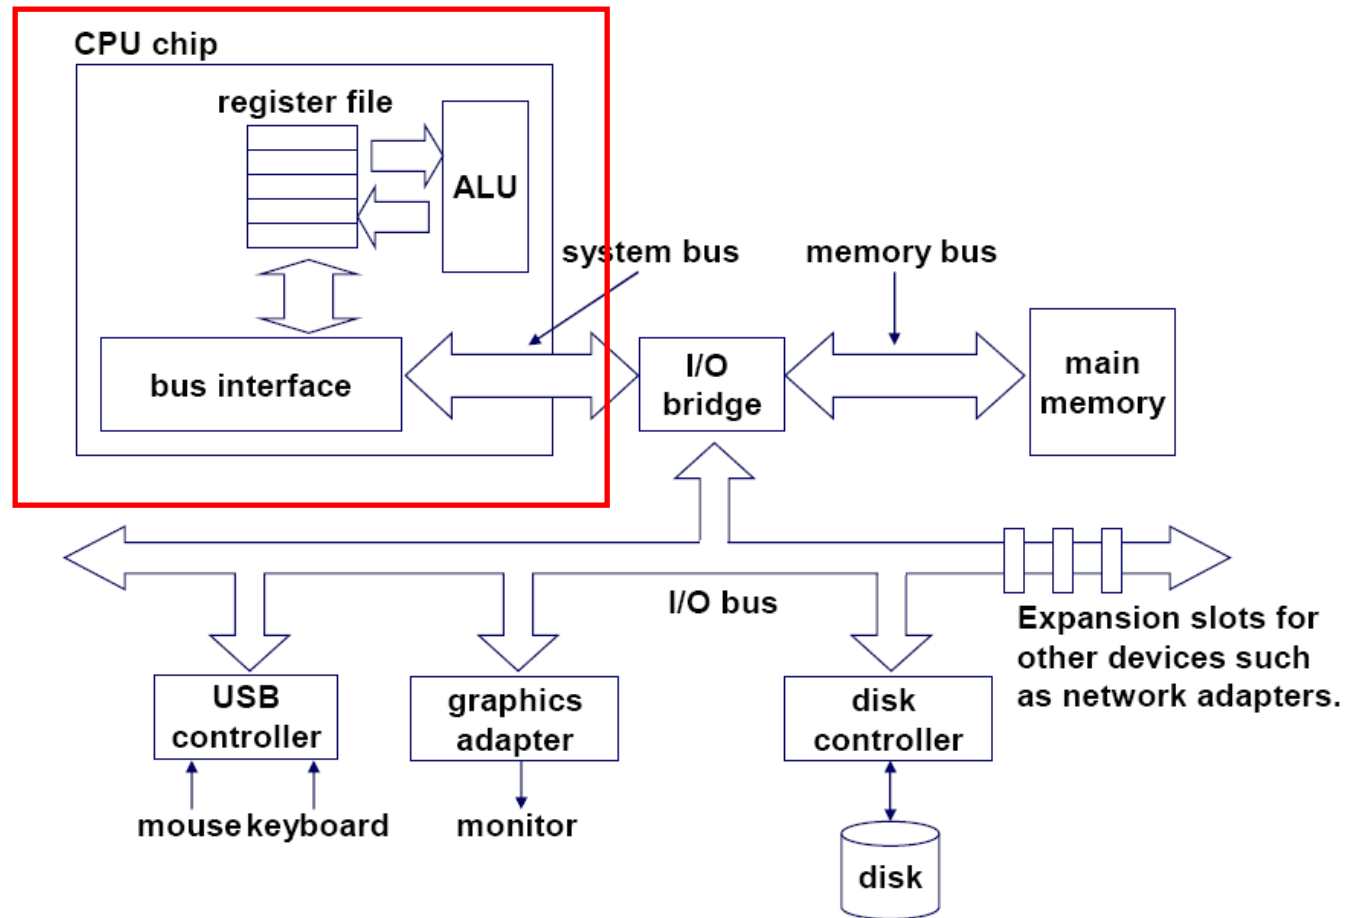 CPU chip
register file
ALU
system bus
memory bus
bus interface
I/O
bridge
main
memory
I/O bus
Expansion slots for
other devices such
as network adapters.
USB
controller
graphics
adapter
disk
controller
mouse
keyboard
monitor
disk